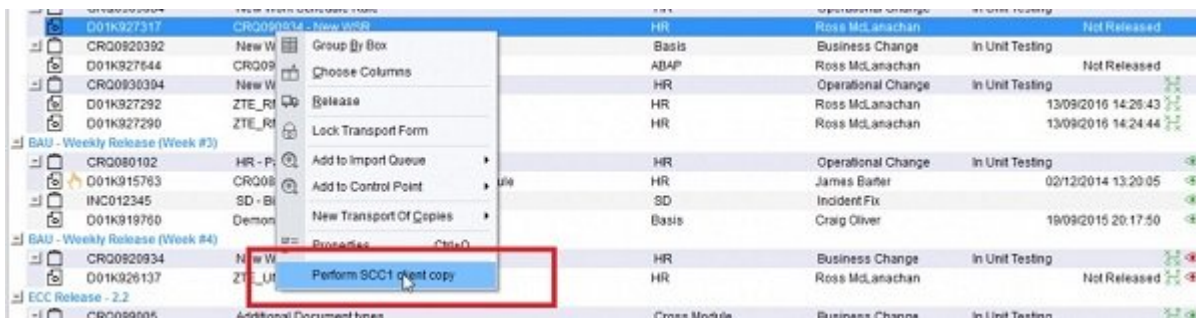 D01K927317 CRQ090934 - New WSR HR Ross McLanachan Not Released
CRQ0920392 New W Basis Business Change In Unit Testing
D01K927644 CRQ09 ABAP Ross McLanachan Not Released
CRQ0930394 New W HR Operational Change In Unit Testing
D01K927292 ZTE_RM HR Ross McLanachan 13/09/2016 14:26:43
D01K927290 ZTE_RM HR Ross McLanachan 13/09/2016 14:24:44
BAU - Weekly Release (Week #3)
CRQ080102 HR - P HR Operational Change In Unit Testing
D01K915763 CRQ08 ule HR James Barter 02/12/2014 13:20:05
INC012345 SD - Bi SD Incident Fix
D01K919760 Demon Basis Craig Oliver 19/09/2015 20:17:50
BAU - Weekly Release (Week #4)
CRQ0920934 New W HR Business Change In Unit Testing
D01K926137 ZTE_U HR Ross McLanachan Not Released
ECC Release - 2.2
CRQ099005 Additional Document types Cross Module Business Change In Unit Testing
Group By Box
Choose Columns
Release
Lock Transport Form
Add to Import Queue
Add to Control Point
New Transport Of Copies
Properties Ctrl+O
Perform SCC1 client copy